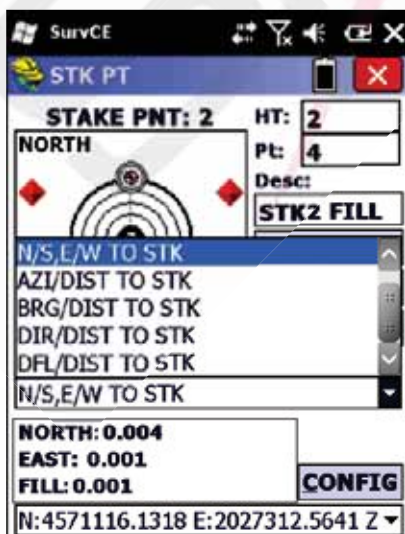 SurvCE
STK PT
STAKE PNT: 2
HT: 2
NORTH
Pt: 4
Desc:
STK2 FILL
N/S,E/W TO STK
AZI/DIST TO STK
BRG/DIST TO STK
DIR/DIST TO STK
DFL/DIST TO STK
N/S,E/W TO STK
NORTH: 0.004
EAST: 0.001
FILL: 0.001
CONFIG
N:4571116.1318 E:2027312.5641 Z